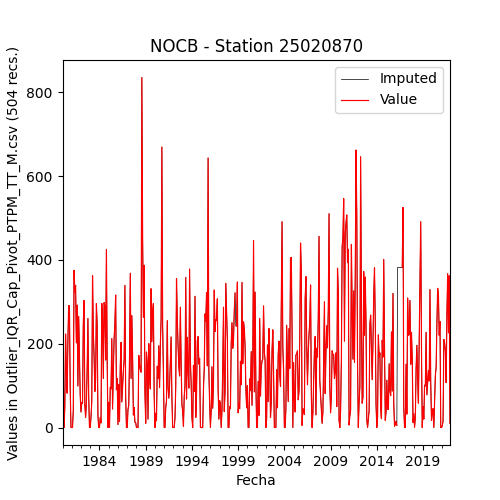 NOCB - Station 25020870
Values in Outlier_IQR_Cap_Pivot_PTPM_TT_M.csv (504 recs.)
Imputed
Value
800
600
400
200
0
1984 1989 1994 1999 2004 2009 2014 2019
Fecha